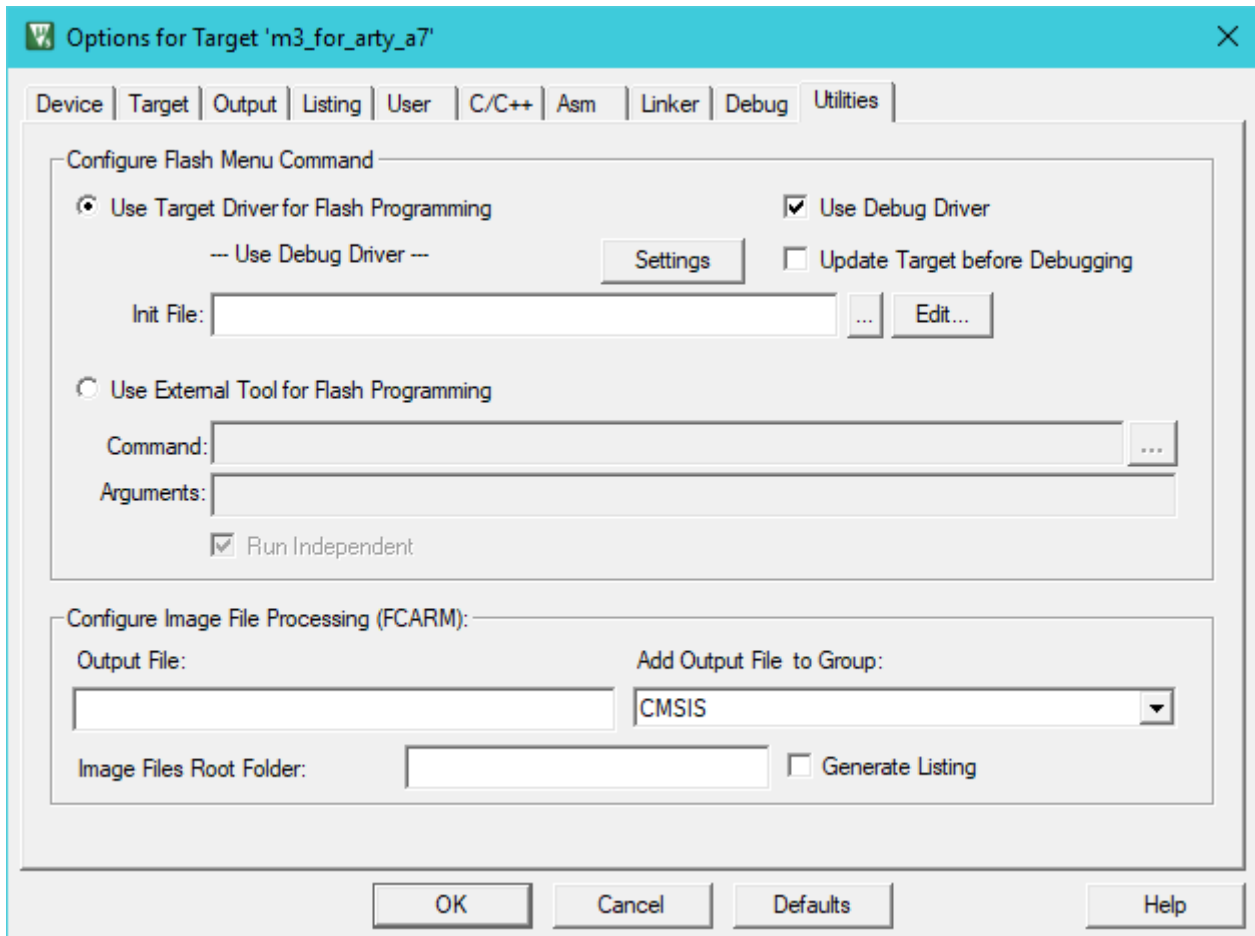 Options for Target 'm3_for_arty_a7'
Device Target Output Listing User C/C++ Asm Linker Debug Utilities
Configure Flash Menu Command
Use Target Driver for Flash Programming Use Debug Driver
--- Use Debug Driver --- Settings Update Target before Debugging
Init File: ... Edit...
Use External Tool for Flash Programming
Command: ...
Arguments:
Run Independent
Configure Image File Processing (FCARM):
Output File: Add Output File to Group:
CMSIS
Image Files Root Folder: Generate Listing
OK Cancel Defaults Help